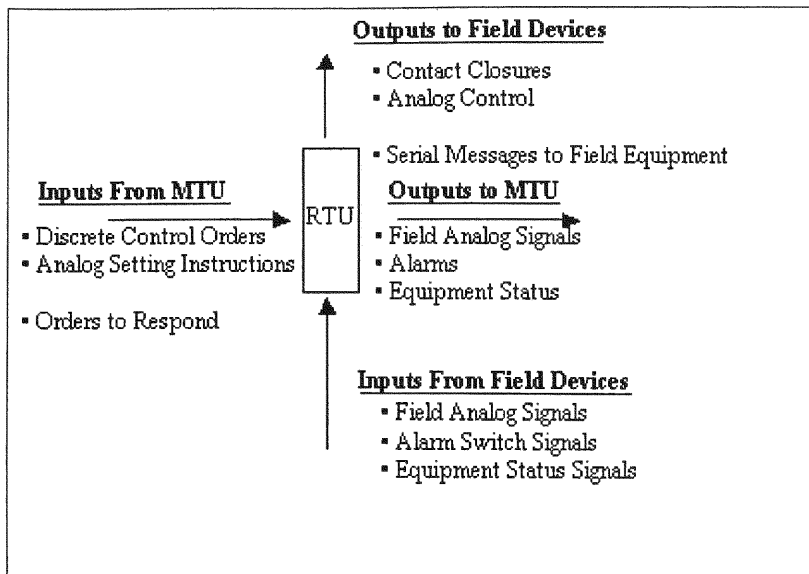 Outputs to Field Devices
▪ Contact Closures
▪ Analog Control
▪ Serial Messages to Field Equipment
Inputs From MTU
▪ Discrete Control Orders
▪ Analog Setting Instructions
▪ Orders to Respond
RTU
Outputs to MTU
▪ Field Analog Signals
▪ Alarms
▪ Equipment Status
Inputs From Field Devices
▪ Field Analog Signals
▪ Alarm Switch Signals
▪ Equipment Status Signals